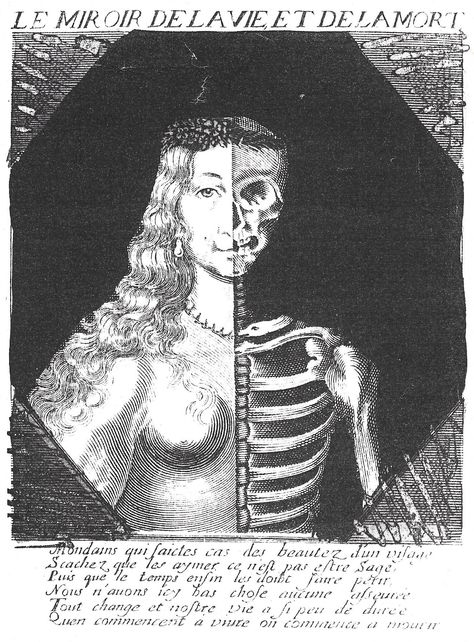 LE MIROIR DE LA VIE, ET DE LA MORT,
Mondains qui faictes cas des beautez d'un visage
Scachez que les aymer ce n'est pas estre Sage
Puis que le temps enfin les doibt faire perir
Nous n'auons icy bas chose aucune asseuree
Tout change et nostre vie a si peu de duree
Qu'en commencent a viure on commence a mourir